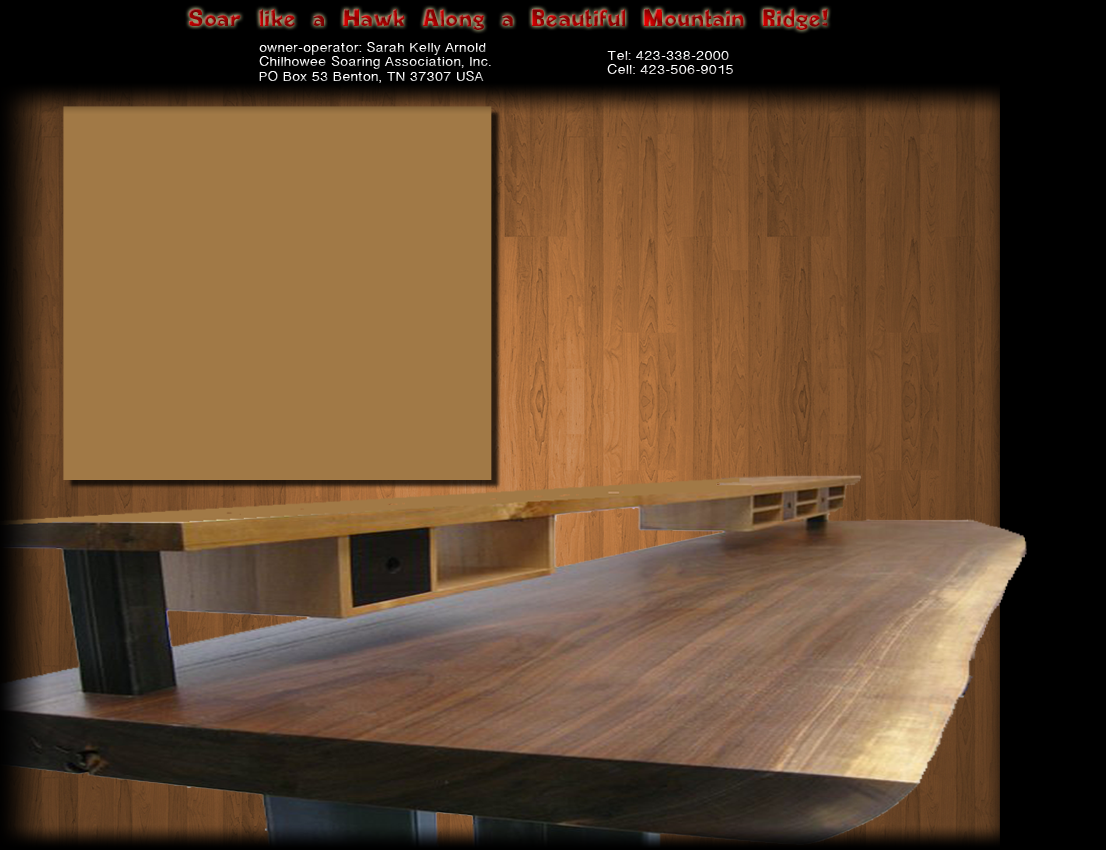 Soar like a Hawk Along a Beautiful Mountain Ridge!
owner-operator: Sarah Kelly Arnold
Chilhowee Soaring Association, Inc.
PO Box 53 Benton, TN 37307 USA
Tel: 423-338-2000
Cell: 423-506-9015